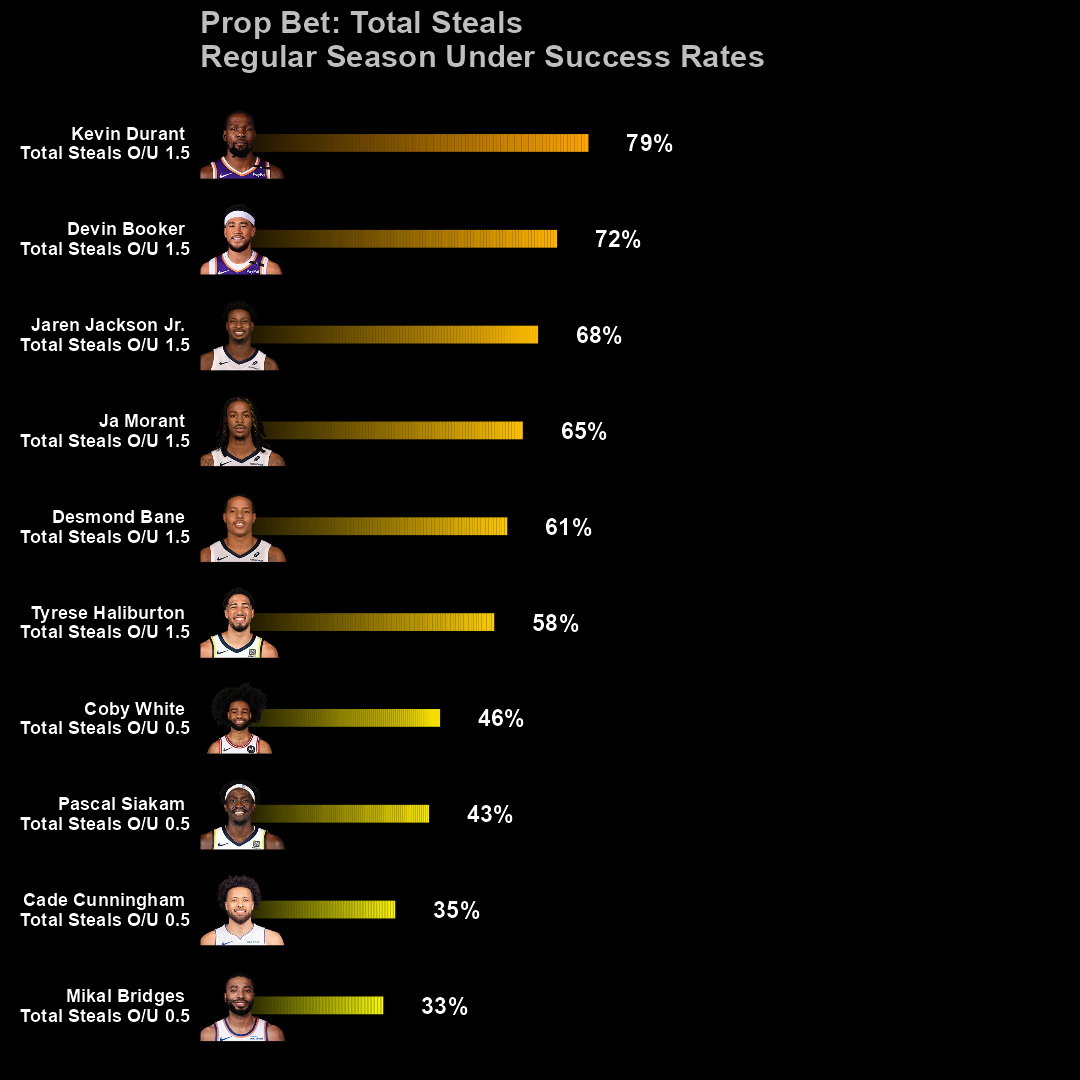 Prop Bet: Total Steals
Regular Season Under Success Rates
Kevin Durant
Total Steals O/U 1.5
79%
Devin Booker
Total Steals O/U 1.5
72%
Jaren Jackson Jr.
Total Steals O/U 1.5
68%
Ja Morant
Total Steals O/U 1.5
65%
Desmond Bane
Total Steals O/U 1.5
61%
Tyrese Haliburton
Total Steals O/U 1.5
58%
Coby White
Total Steals O/U 0.5
46%
Pascal Siakam
Total Steals O/U 0.5
43%
Cade Cunningham
Total Steals O/U 0.5
35%
Mikal Bridges
Total Steals O/U 0.5
33%